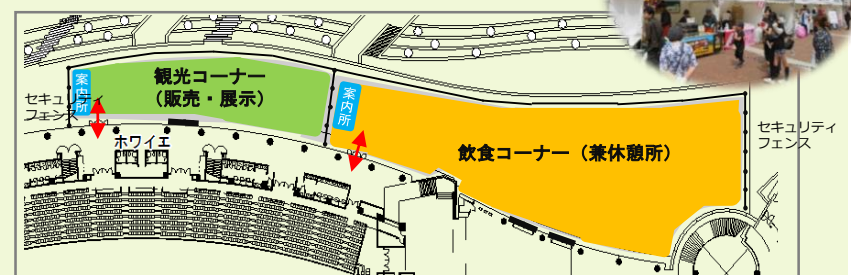 観光コーナー
（販売・展示）
案内所
セキュリティ
フェンス
ホワイエ
案内所
飲食コーナー（兼休憩所）
セキュリティ
フェンス